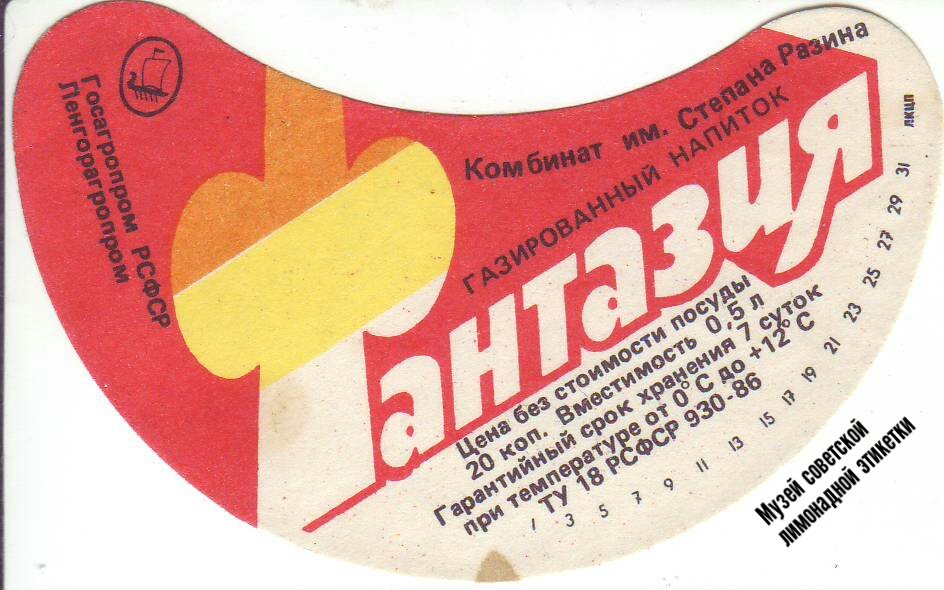 Госагропром РСФСР
Ленгорагропром
Комбинат им. Степана Разина
ГАЗИРОВАННЫЙ НАПИТОК
Фантазия
Цена без стоимости посуды
20 коп. Вместимость 0,5 л
Гарантийный срок хранения 7 суток
при температуре от 0°С до +12°С
ТУ 18 РСФСР 930-86
1 3 5 7 9 11 13 15 17 19 21 23 25 27 29 31
ЛКЦП
Музей советской
лимонадной этикетки